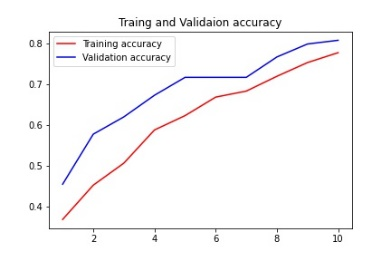 Traing and Validaion accuracy
Training accuracy
Validation accuracy
0.8
0.7
0.6
0.5
0.4
2 4 6 8 10